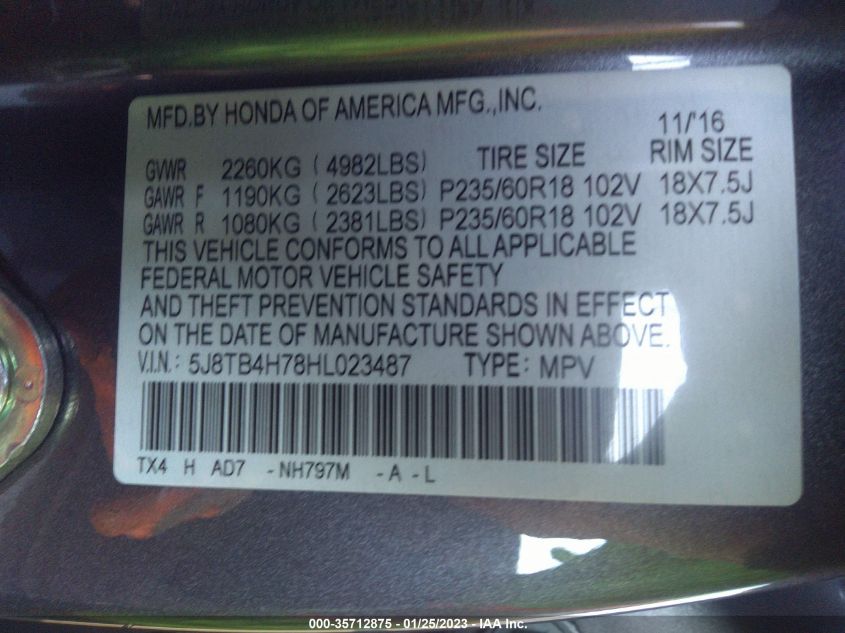 MFD.BY HONDA OF AMERICA MFG.,INC.
11/'16
GVWR 2260KG ( 4982LBS) TIRE SIZE RIM SIZE
GAWR F 1190KG ( 2623LBS) P235/60R18 102V 18X7.5J
GAWR R 1080KG ( 2381LBS) P235/60R18 102V 18X7.5J
THIS VEHICLE CONFORMS TO ALL APPLICABLE
FEDERAL MOTOR VEHICLE SAFETY
AND THEFT PREVENTION STANDARDS IN EFFECT
ON THE DATE OF MANUFACTURE SHOWN ABOVE.
V.I.N.: 5J8TB4H78HL023487 TYPE: MPV
TX4 H AD7 -NH797M -A-L
000-35712875 - 01/25/2023 - IAA Inc.